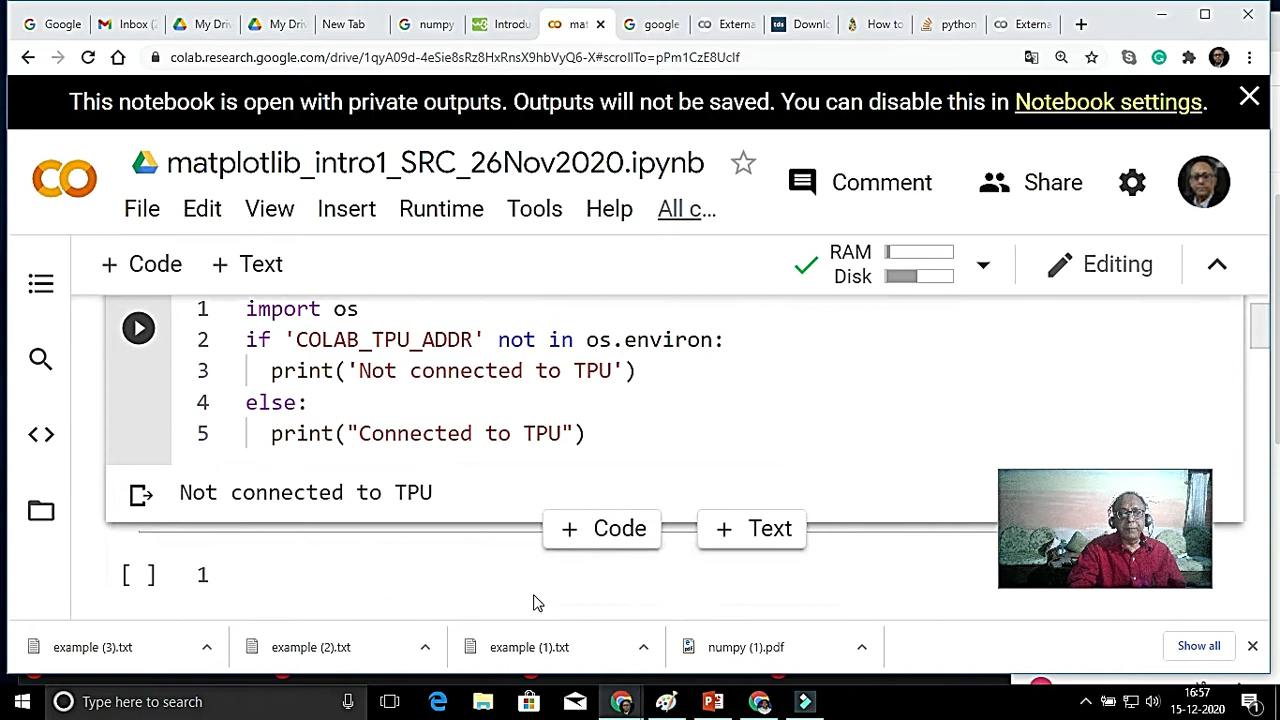 Google
Inbox (
My Driv
My Driv
New Tab
numpy
Introdu
mat
google
Externa
Downl
How to
python
Externa
colab.research.google.com/drive/1qyA09d-4eSie8sRz8HxRnsX9hbVyQ6-X#scrollTo=pPm1CzE8UcIf
This notebook is open with private outputs. Outputs will not be saved. You can disable this in Notebook settings.
matplotlib_intro1_SRC_26Nov2020.ipynb
Comment
Share
File Edit View Insert Runtime Tools Help All c...
+ Code + Text
RAM
Disk
Editing
1 import os
2 if 'COLAB_TPU_ADDR' not in os.environ:
3 print('Not connected to TPU')
4 else:
5 print("Connected to TPU")
Not connected to TPU
+ Code + Text
[ ] 1
example (3).txt
example (2).txt
example (1).txt
numpy (1).pdf
Show all
Type here to search
16:57
15-12-2020